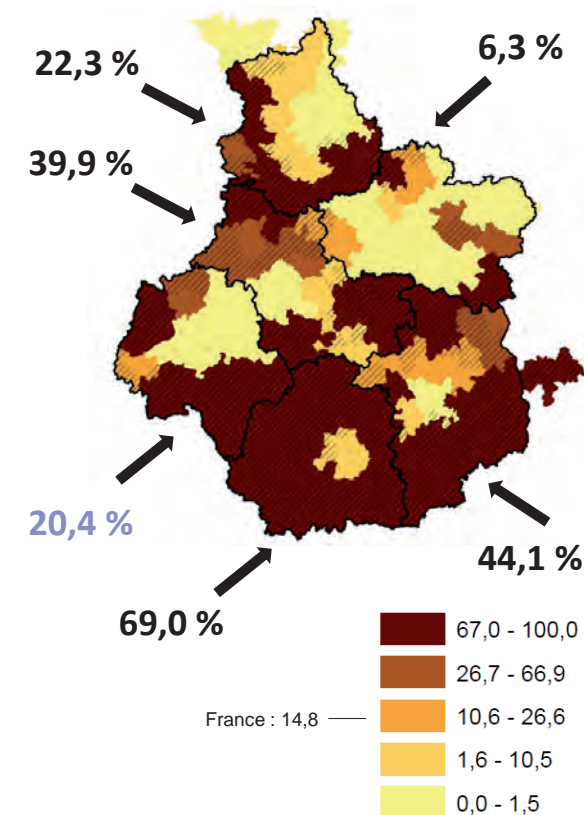 6,3 %
22,3 %
39,9 %
20,4 %
44,1 %
69,0 %
67,0 - 100,0
26,7 - 66,9
France : 14,8
10,6 - 26,6
1,6 - 10,5
0,0 - 1,5